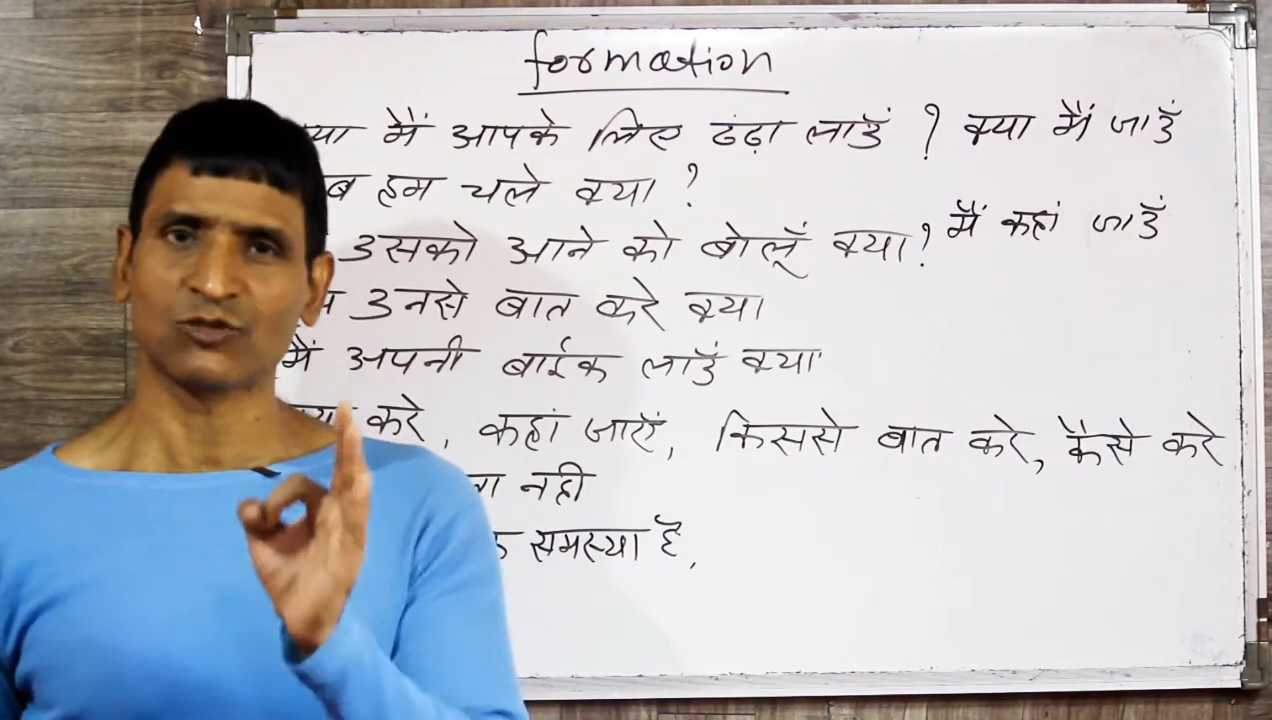 formation
मैं आपके लिए ठंढ़ा लाऊँ ? क्या मैं जाऊँ
हम चले क्या ?
उसको आने को बोलूँ क्या ? मैं कहां जाऊँ
उनसे बात करे क्या
मैं अपनी बाईक लाऊँ क्या
करे, कहां जाएं, किससे बात करे, कैसे करे
नही
समस्या है,